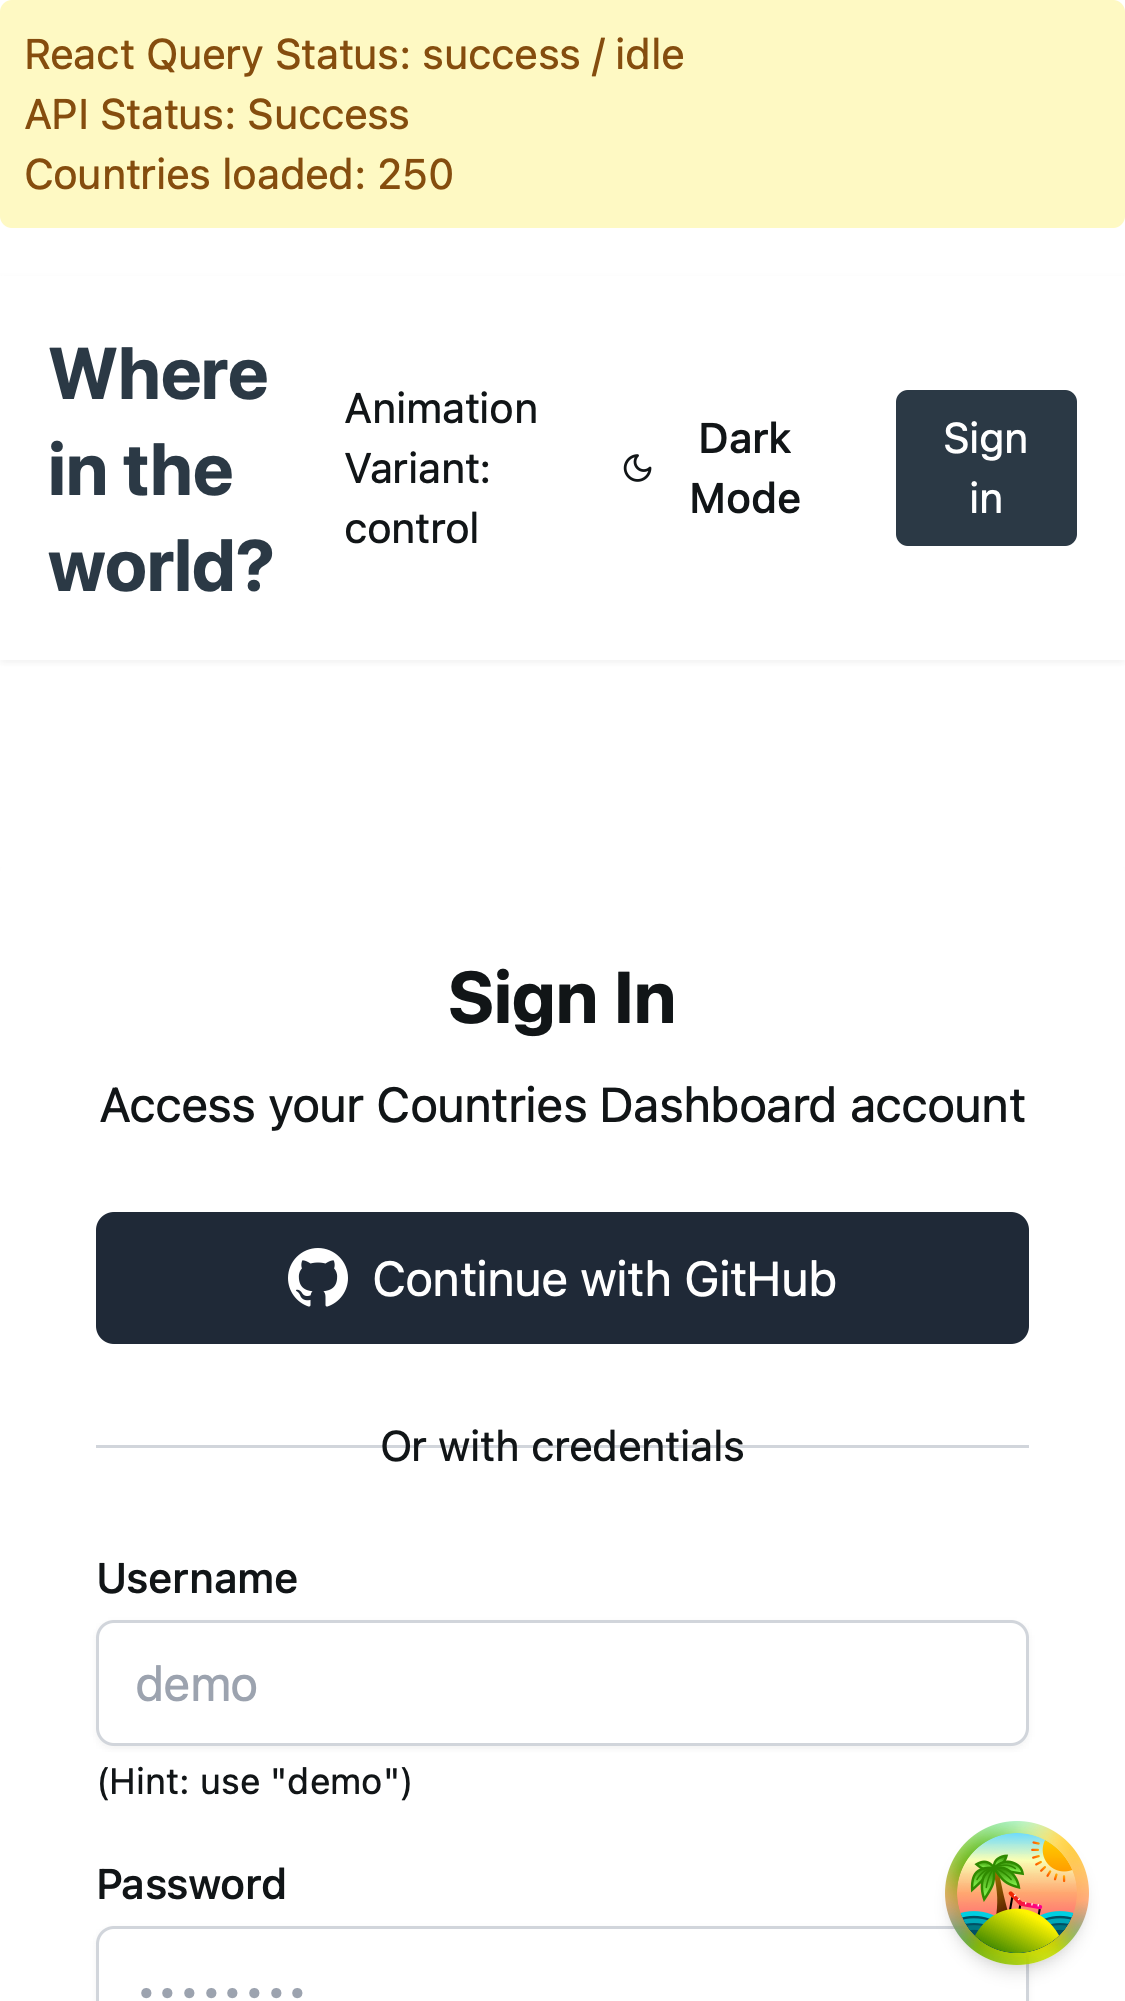 React Query Status: success / idle
API Status: Success
Countries loaded: 250
Where
in the
world?
Animation
Variant:
control
Dark
Mode
Sign
in
Sign In
Access your Countries Dashboard account
Continue with GitHub
Or with credentials
Username
demo
(Hint: use "demo")
Password
••••••••